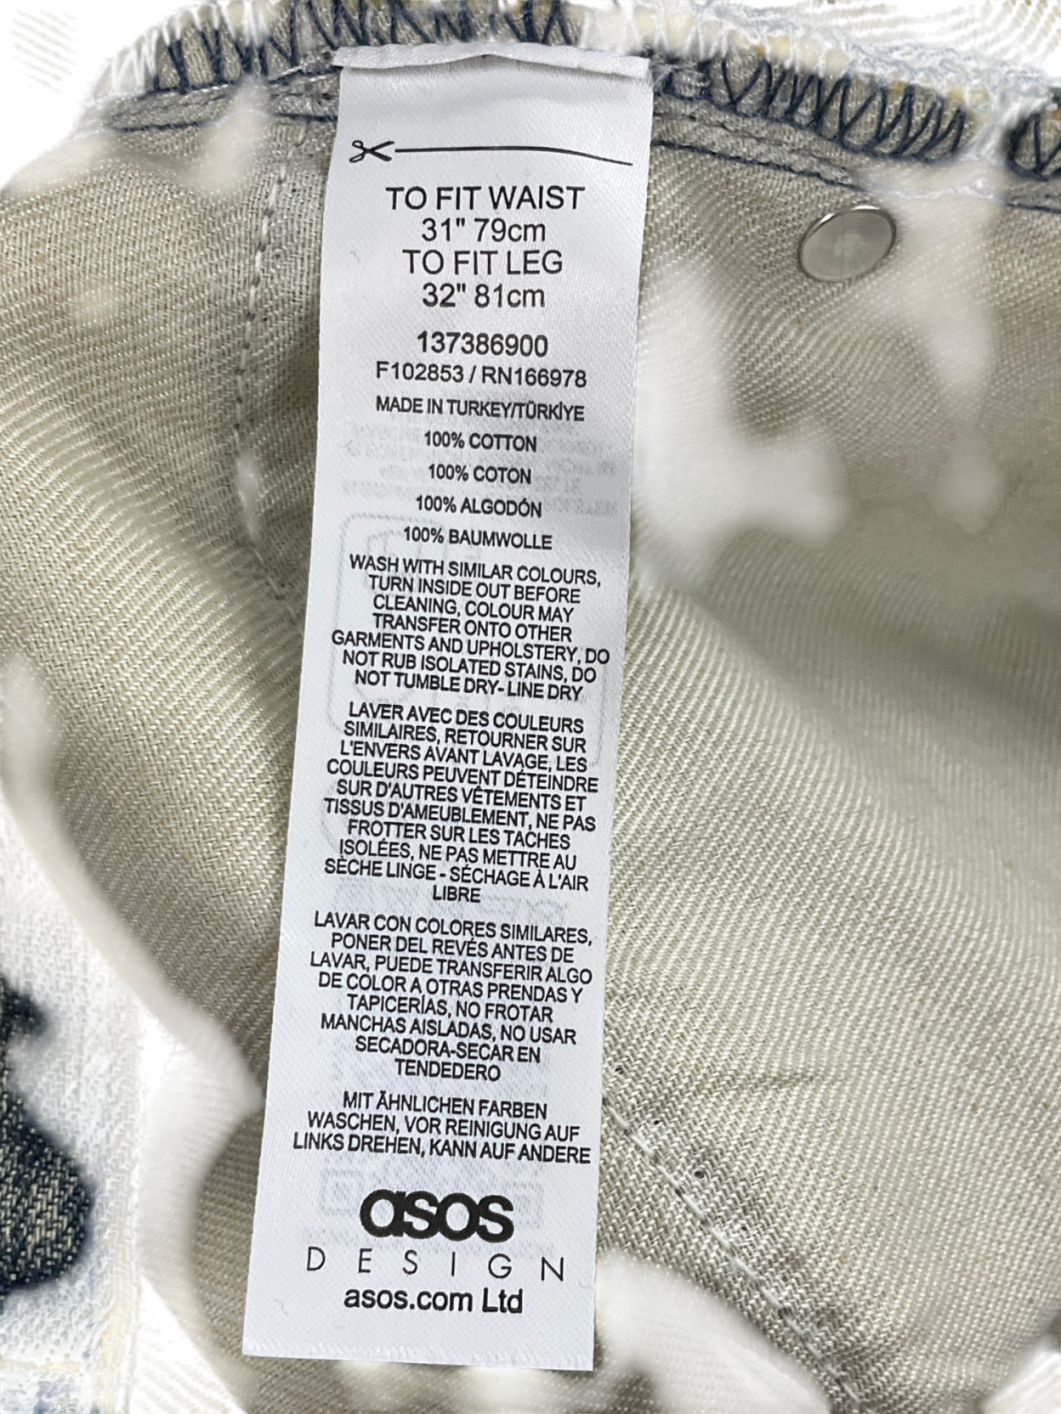 TO FIT WAIST
31" 79cm
TO FIT LEG
32" 81cm
137386900
F102853 / RN166978
MADE IN TURKEY/TÜRKİYE
100% COTTON
100% COTON
100% ALGODÓN
100% BAUMWOLLE
WASH WITH SIMILAR COLOURS,
TURN INSIDE OUT BEFORE
CLEANING, COLOUR MAY
TRANSFER ONTO OTHER
GARMENTS AND UPHOLSTERY, DO
NOT RUB ISOLATED STAINS, DO
NOT TUMBLE DRY- LINE DRY
LAVER AVEC DES COULEURS
SIMILAIRES, RETOURNER SUR
L'ENVERS AVANT LAVAGE, LES
COULEURS PEUVENT DÉTEINDRE
SUR D'AUTRES VÊTEMENTS ET
TISSUS D'AMEUBLEMENT, NE PAS
FROTTER SUR LES TACHES
ISOLÉES, NE PAS METTRE AU
SÈCHE LINGE - SÉCHAGE À L'AIR
LIBRE
LAVAR CON COLORES SIMILARES,
PONER DEL REVÉS ANTES DE
LAVAR, PUEDE TRANSFERIR ALGO
DE COLOR A OTRAS PRENDAS Y
TAPICERÍAS, NO FROTAR
MANCHAS AISLADAS, NO USAR
SECADORA-SECAR EN
TENDEDERO
MIT ÄHNLICHEN FARBEN
WASCHEN, VOR REINIGUNG AUF
LINKS DREHEN, KANN AUF ANDERE
asos
DESIGN
asos.com Ltd